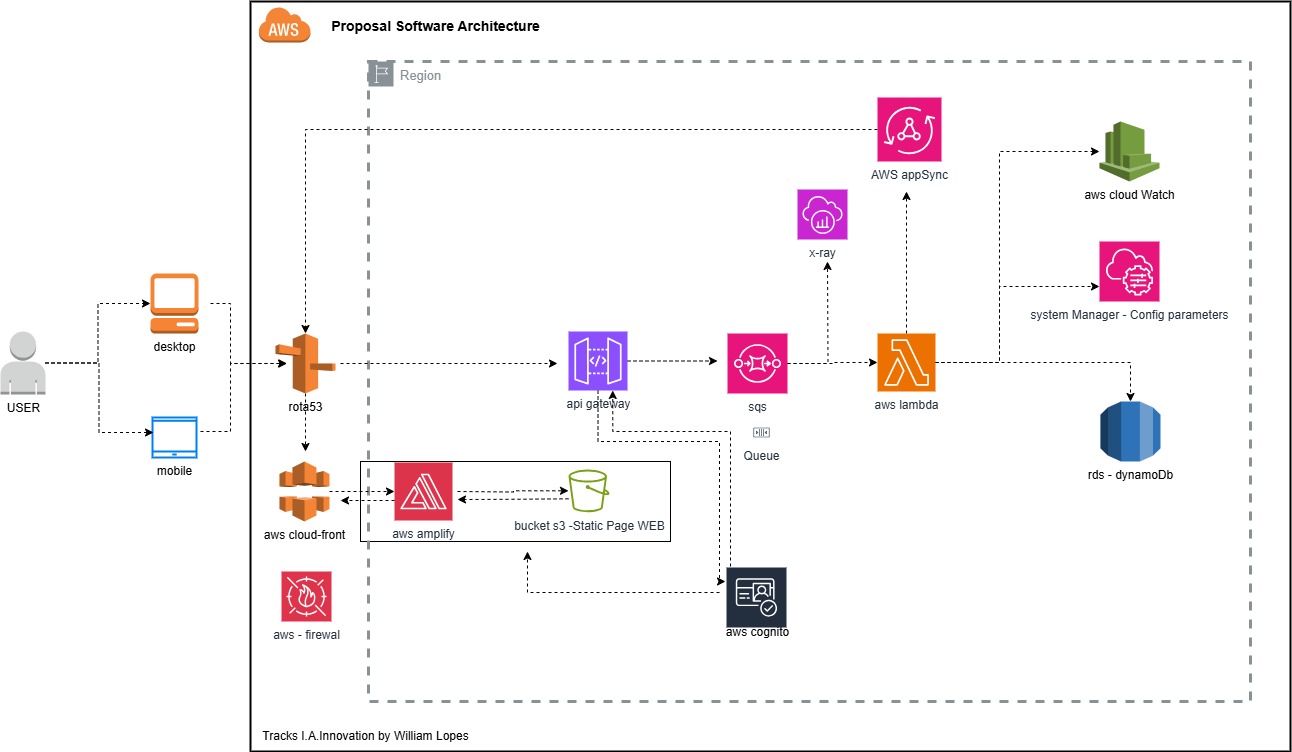 AWS
Proposal Software Architecture
Region
AWS appSync
aws cloud Watch
x-ray
system Manager - Config parameters
desktop
USER
rota53
api gateway
sqs
aws lambda
Queue
mobile
rds - dynamoDb
aws cloud-front
aws amplify
bucket s3 -Static Page WEB
aws - firewal
aws cognito
Tracks I.A.Innovation by William Lopes